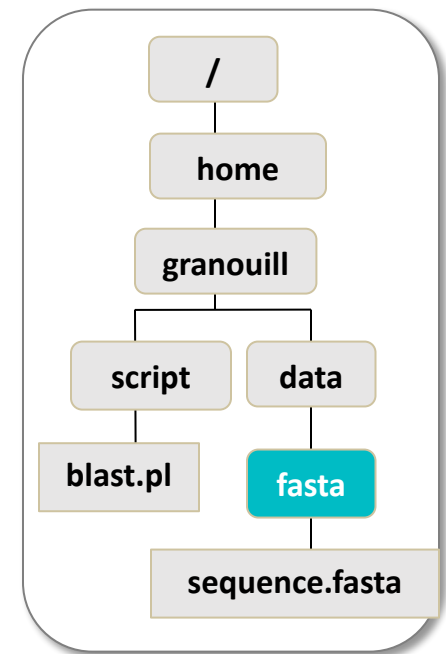 /
home
granouill
script
data
blast.pl
fasta
sequence.fasta